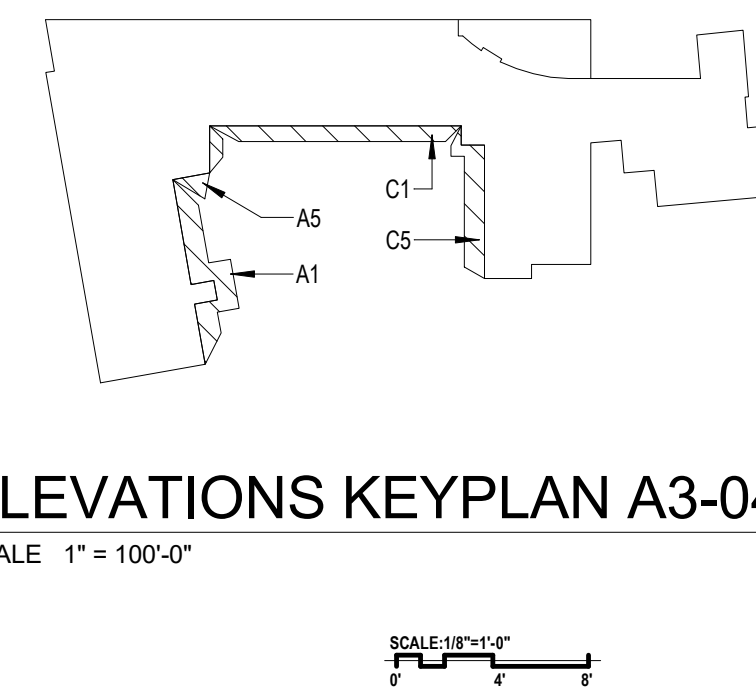 C1
A5
C5
A1
LEVATIONS KEYPLAN A3-04
ALE 1" = 100'-0"
SCALE:1/8"=1'-0"
0' 4' 8'